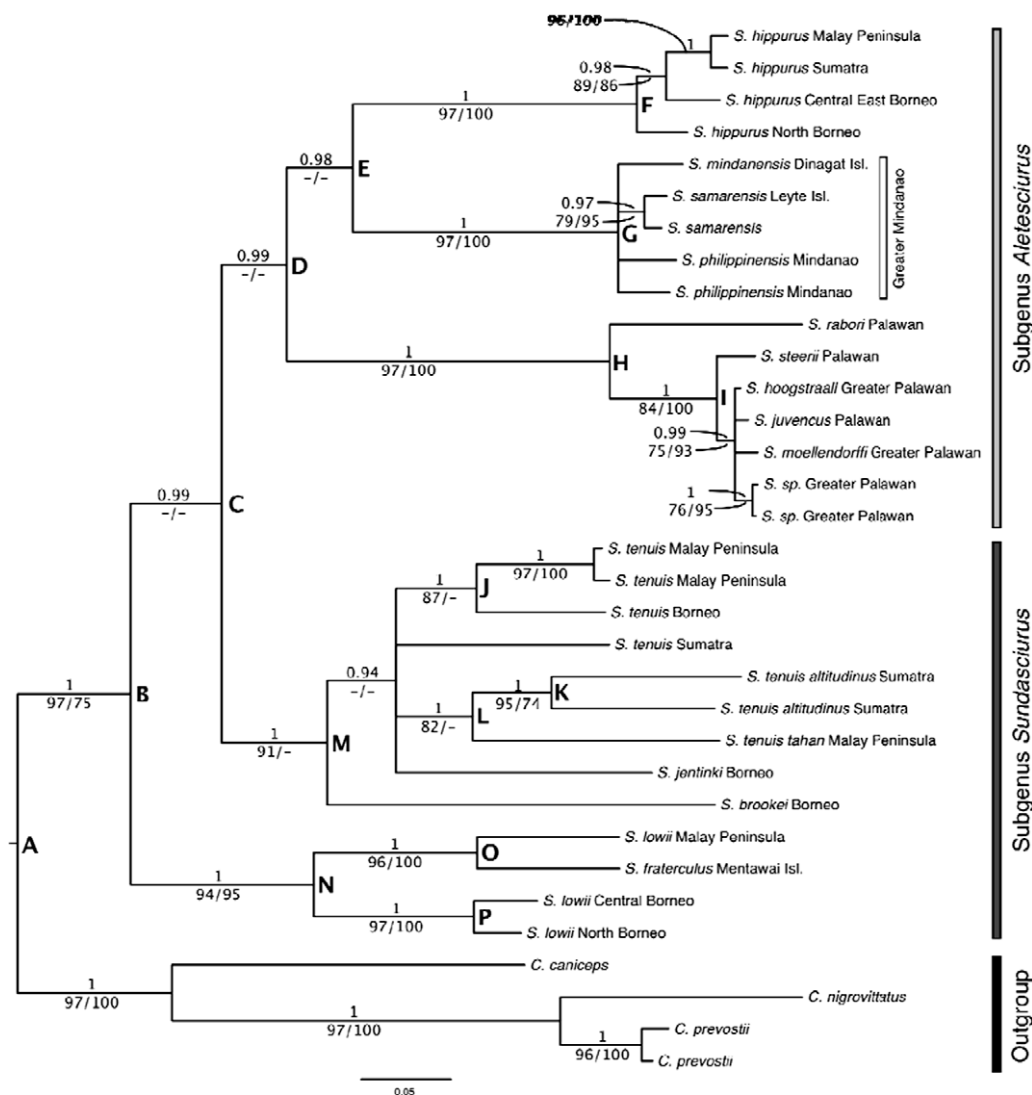 96/100
1
S. hippurus Malay Peninsula
0.98
S. hippurus Sumatra
89/86
1
S. hippurus Central East Borneo
97/100
F
S. hippurus North Borneo
0.98
E
S. mindanensis Dinagat Isl.
–/–
0.97
S. samarensis Leyte Isl.
1
79/95
G
S. samarensis
97/100
0.99
D
S. philippinensis Mindanao
–/–
S. philippinensis Mindanao
Greater Mindanao
S. rabori Palawan
1
H
S. steerii Palawan
97/100
1
I
S. hoogstraall Greater Palawan
84/100
S. juvencus Palawan
0.99
75/93
S. moellendorffi Greater Palawan
0.99
C
1
S. sp. Greater Palawan
–/–
76/95
S. sp. Greater Palawan
Subgenus Aletesciurus
S. tenuis Malay Peninsula
1
97/100
1
J
S. tenuis Malay Peninsula
87/–
S. tenuis Borneo
S. tenuis Sumatra
0.94
–/–
1
K
S. tenuis altitudinus Sumatra
95/74
1
B
1
L
S. tenuis altitudinus Sumatra
97/75
82/–
1
M
S. tenuis tahan Malay Peninsula
91/–
S. jentinki Borneo
S. brookei Borneo
A
1
O
S. lowii Malay Peninsula
96/100
S. fraterculus Mentawai Isl.
1
N
94/95
1
P
S. lowii Central Borneo
97/100
S. lowii North Borneo
Subgenus Sundasciurus
C. caniceps
1
97/100
C. nigrovittatus
1
97/100
C. prevostii
1
96/100
C. prevostii
Outgroup
0.05